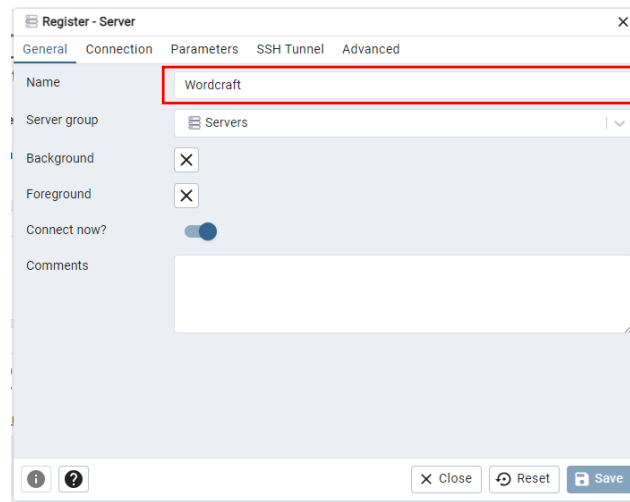 Register - Server
General Connection Parameters SSH Tunnel Advanced
Name Wordcraft
Server group Servers
Background
Foreground
Connect now?
Comments
Close Reset Save